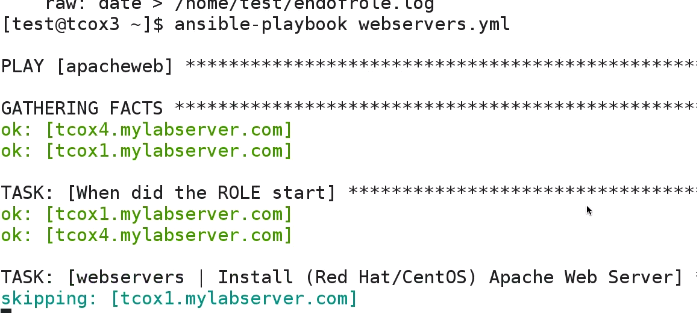 raw: date > /home/test/endofrole.log
[test@tcox3 ~]$ ansible-playbook webservers.yml
PLAY [apacheweb] ***********************************************
GATHERING FACTS ************************************************
ok: [tcox4.mylabserver.com]
ok: [tcox1.mylabserver.com]
TASK: [When did the ROLE start] ********************************
ok: [tcox1.mylabserver.com]
ok: [tcox4.mylabserver.com]
TASK: [webservers | Install (Red Hat/CentOS) Apache Web Server] *
skipping: [tcox1.mylabserver.com]